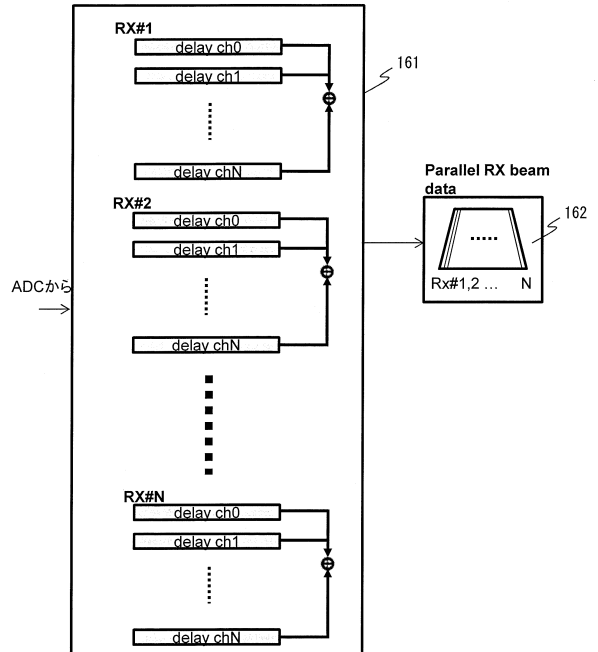 RX#1
delay ch0
delay ch1
delay chN
161
RX#2
delay ch0
delay ch1
delay chN
ADCから
Parallel RX beam
data
162
Rx#1,2 ... N
RX#N
delay ch0
delay ch1
delay chN